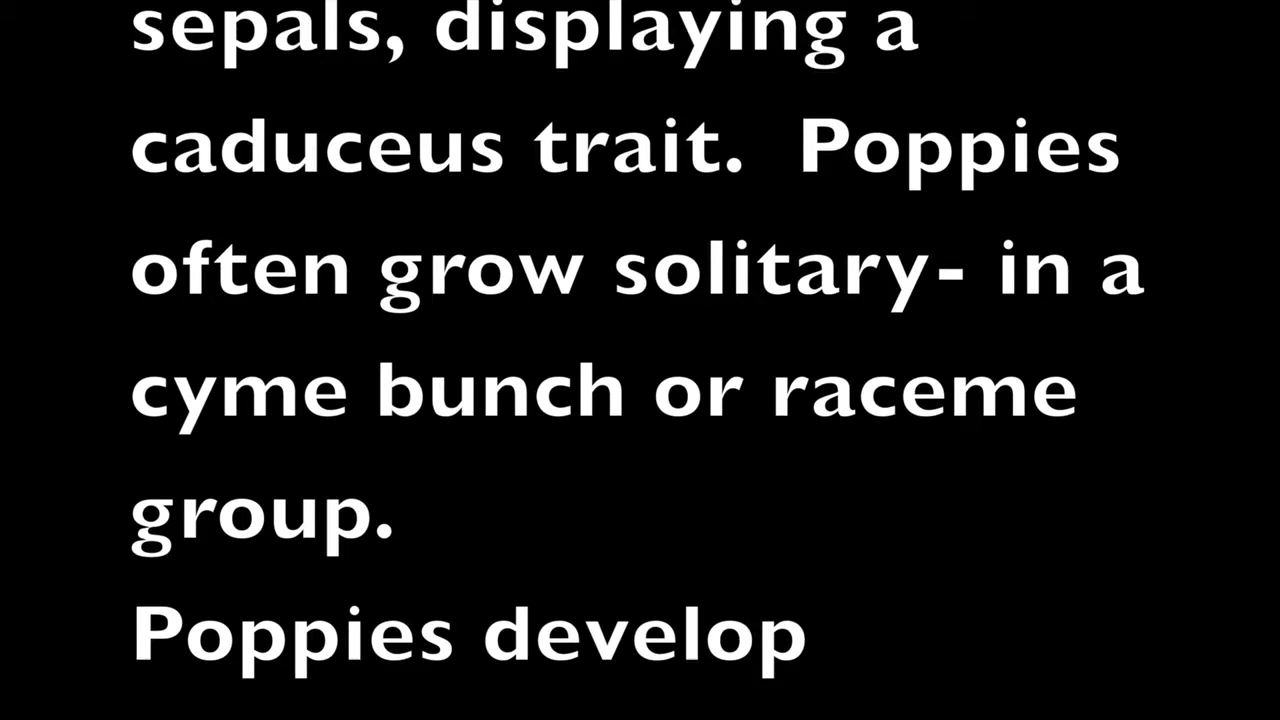 sepals, displaying a
caduceus trait.  Poppies
often grow solitary- in a
cyme bunch or raceme
group.
Poppies develop